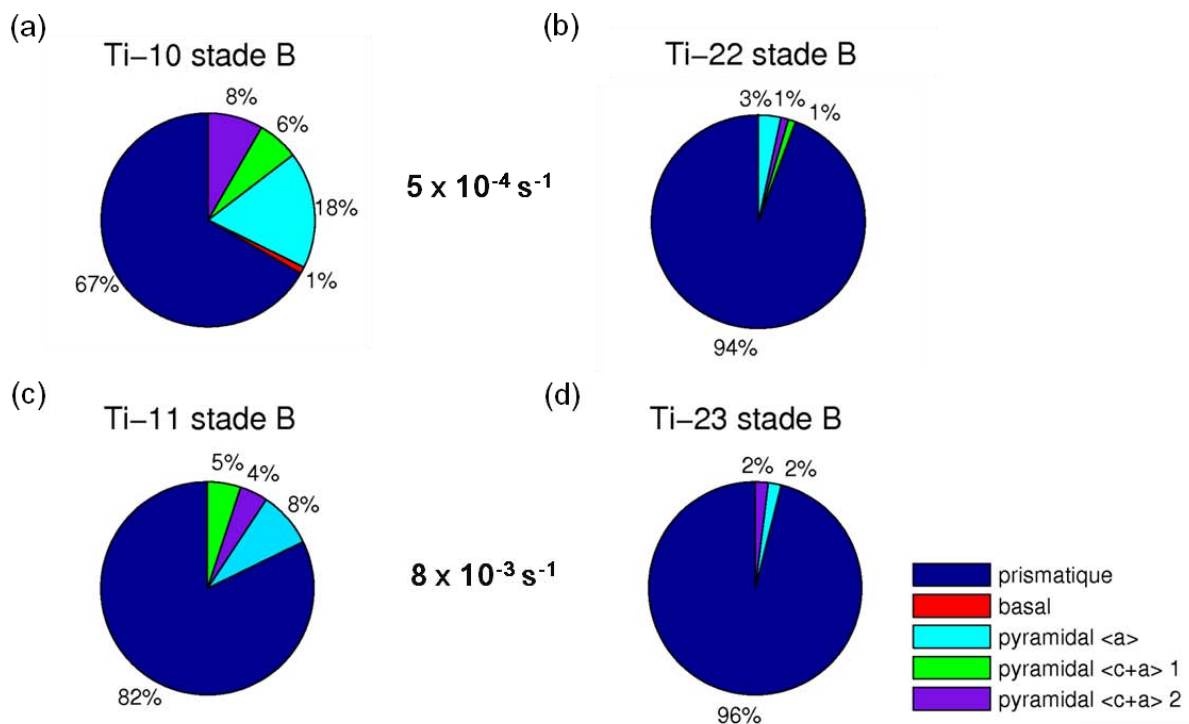 (a)
Ti-10 stade B
8%
6%
18%
1%
67%
5 x 10⁻⁴ s⁻¹
(b)
Ti-22 stade B
3%
1%
1%
94%
(c)
Ti-11 stade B
5%
4%
8%
82%
8 x 10⁻³ s⁻¹
(d)
Ti-23 stade B
2%
2%
96%
prismatique
basal
pyramidal <a>
pyramidal <c+a> 1
pyramidal <c+a> 2